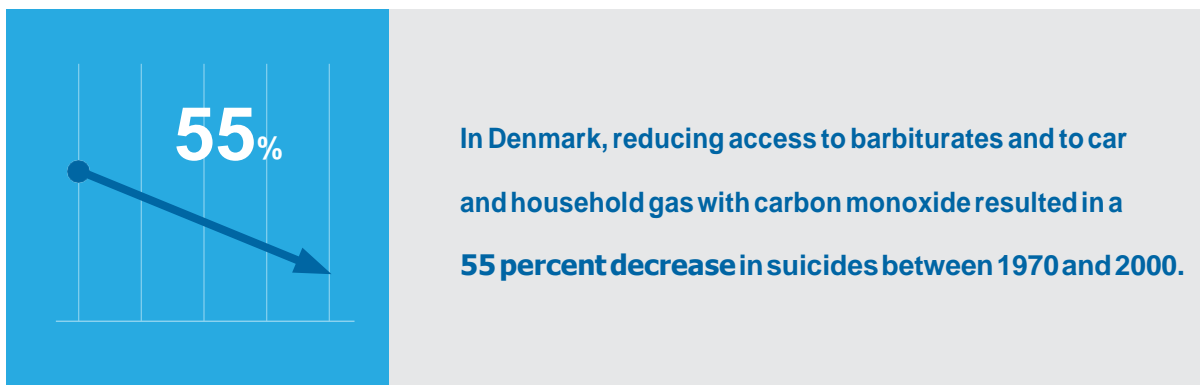 55%
In Denmark, reducing access to barbiturates and to car
and household gas with carbon monoxide resulted in a
55 percent decrease in suicides between 1970 and 2000.